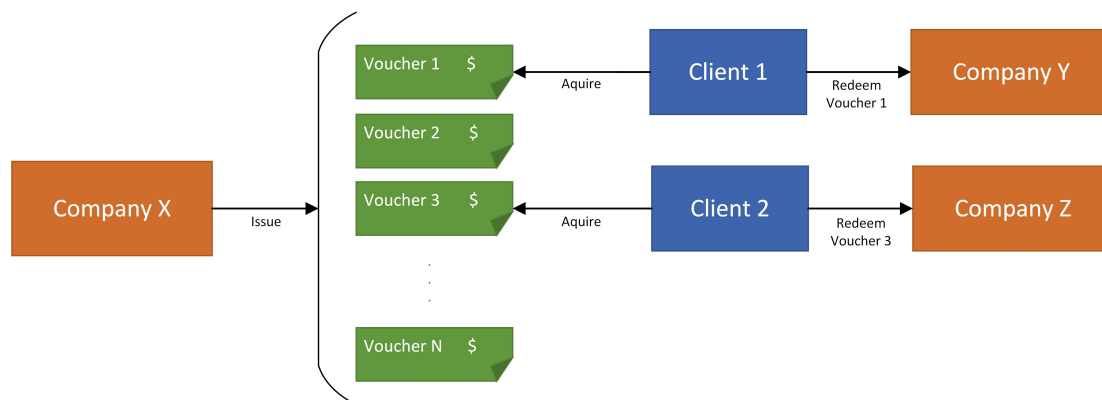 Voucher 1 $
Aquire
Client 1
Redeem
Voucher 1
Company Y
Voucher 2 $
Company X
Issue
Voucher 3 $
Aquire
Client 2
Redeem
Voucher 3
Company Z
.
.
.
Voucher N $